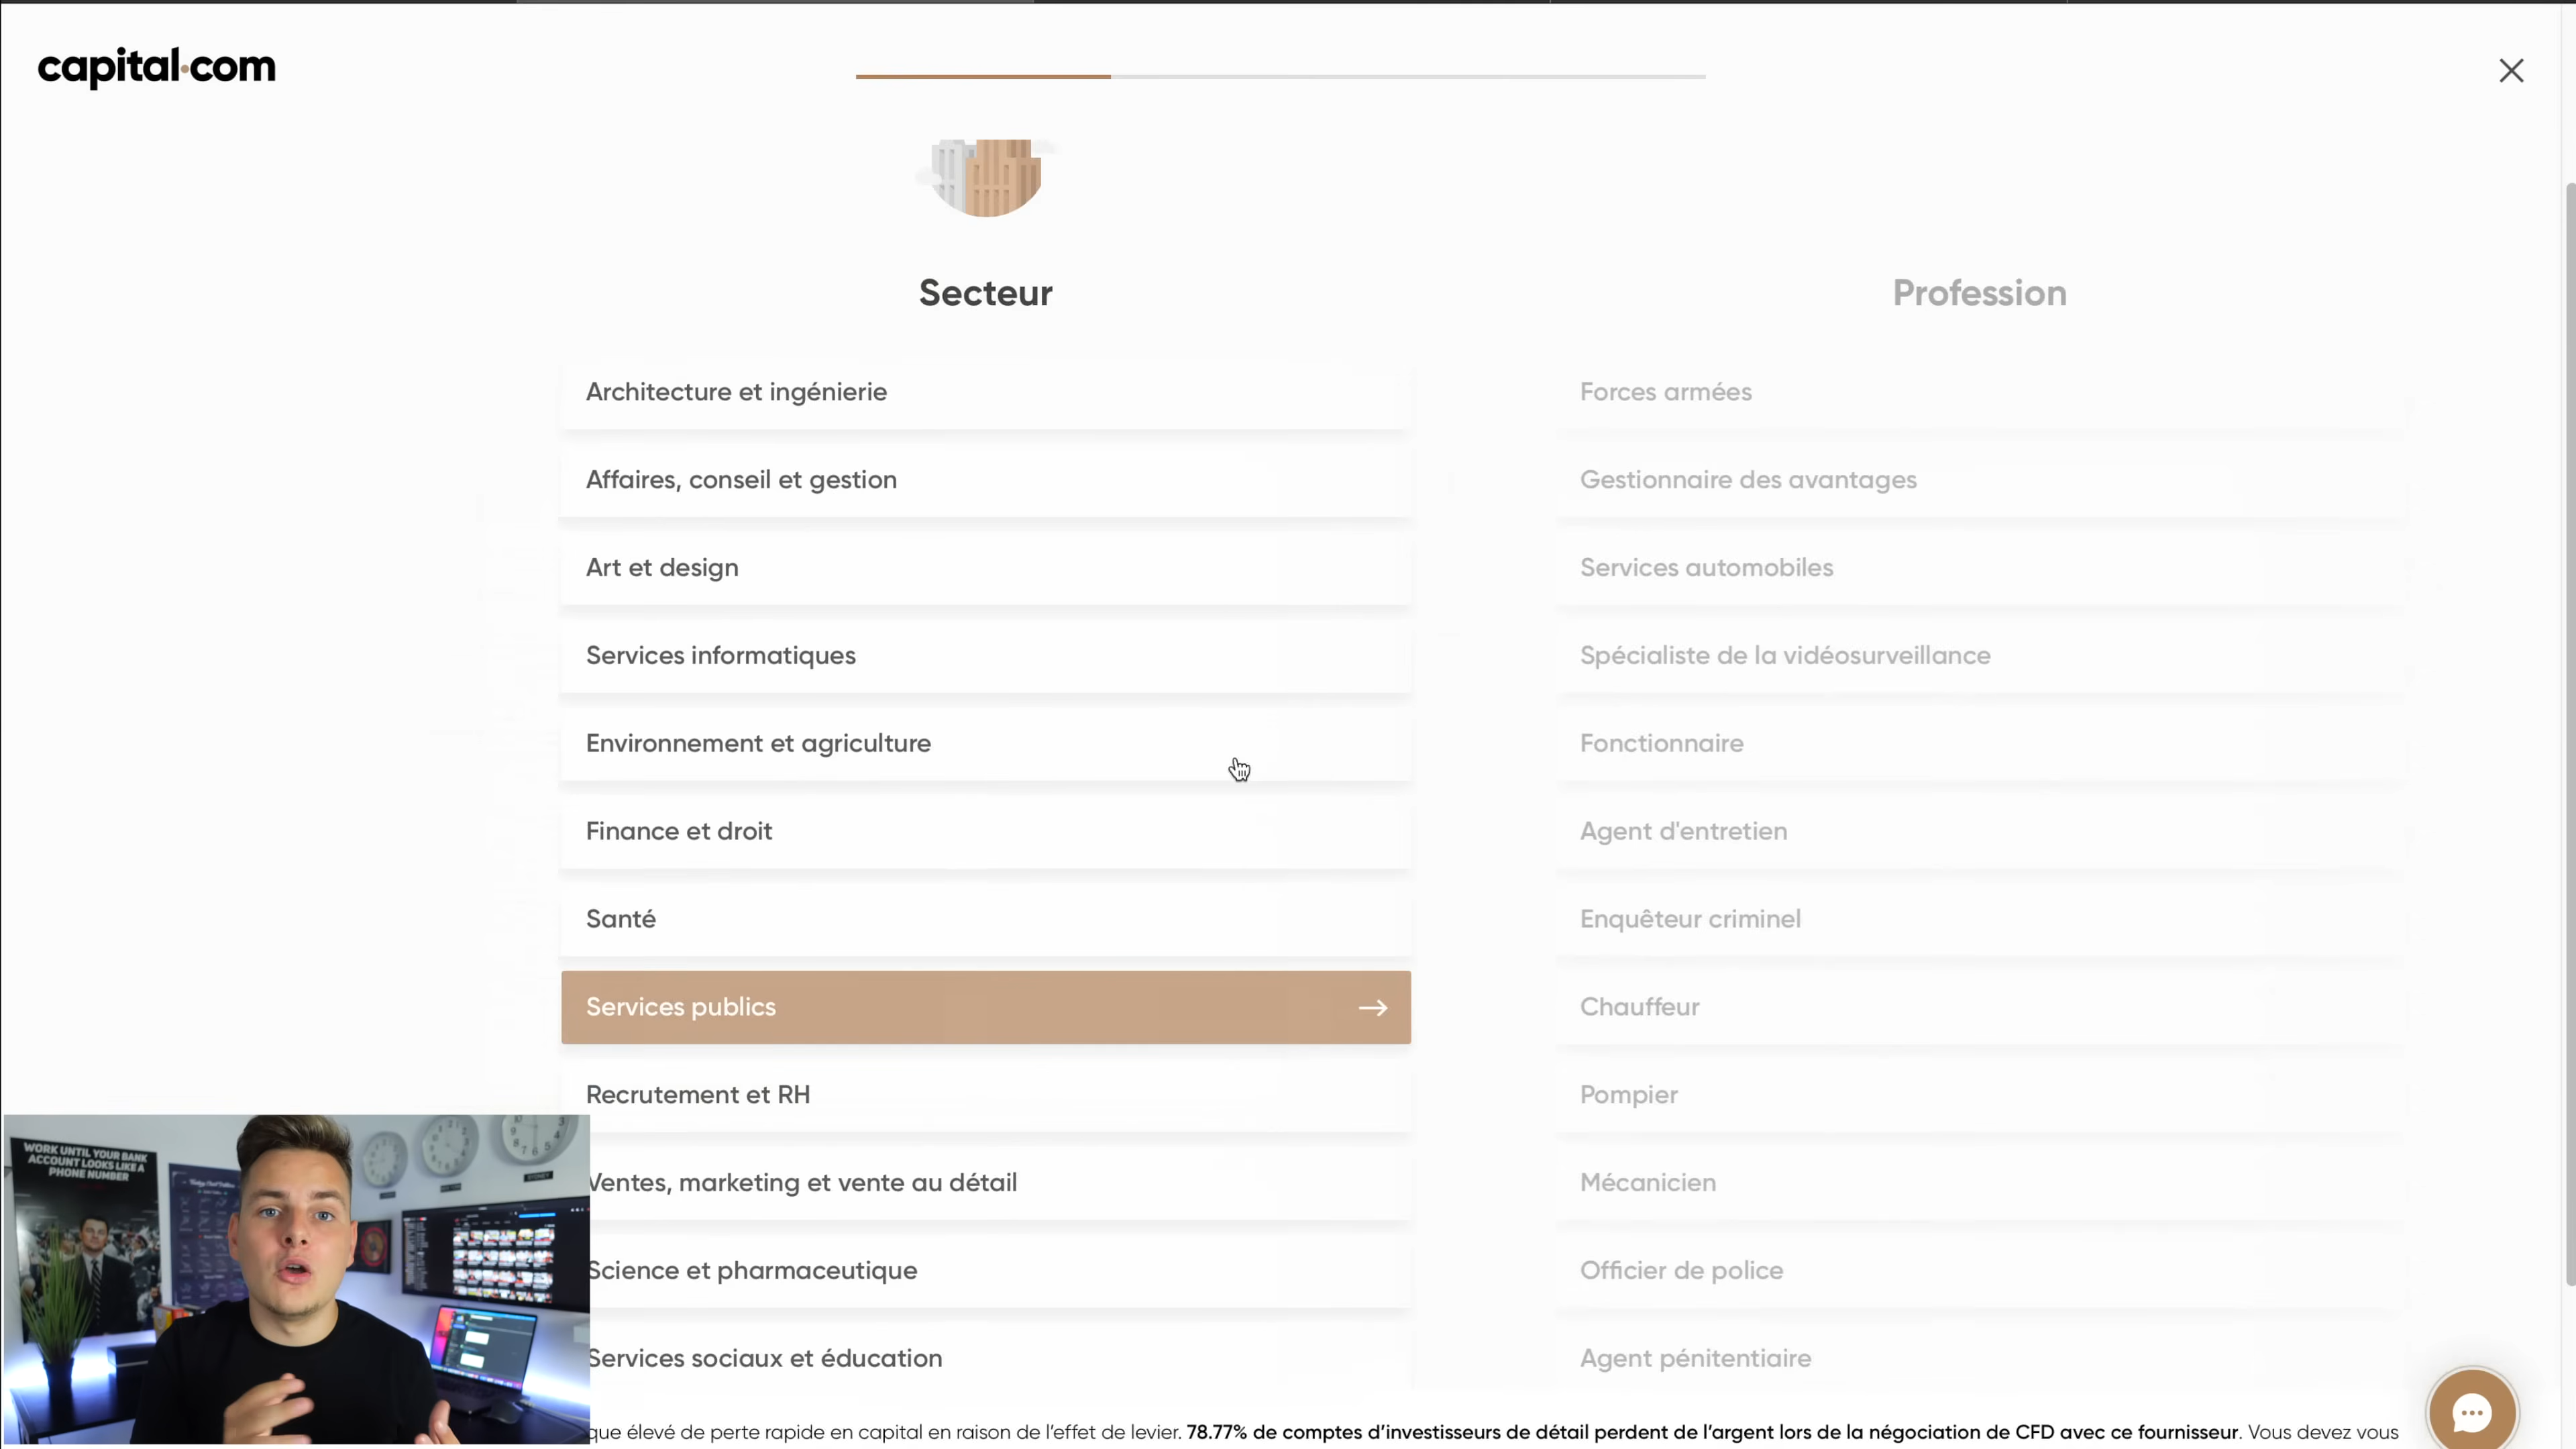 capital.com
Secteur
Profession
Architecture et ingénierie
Affaires, conseil et gestion
Art et design
Services informatiques
Environnement et agriculture
Finance et droit
Santé
Services publics
Recrutement et RH
Ventes, marketing et vente au détail
Science et pharmaceutique
Services sociaux et éducation
Forces armées
Gestionnaire des avantages
Services automobiles
Spécialiste de la vidéosurveillance
Fonctionnaire
Agent d'entretien
Enquêteur criminel
Chauffeur
Pompier
Mécanicien
Officier de police
Agent pénitentiaire
WORK UNTIL YOUR BANK
ACCOUNT LOOKS LIKE A
PHONE NUMBER
SYDNEY
que élevé de perte rapide en capital en raison de l'effet de levier. 78.77% de comptes d'investisseurs de détail perdent de l'argent lors de la négociation de CFD avec ce fournisseur. Vous devez vous